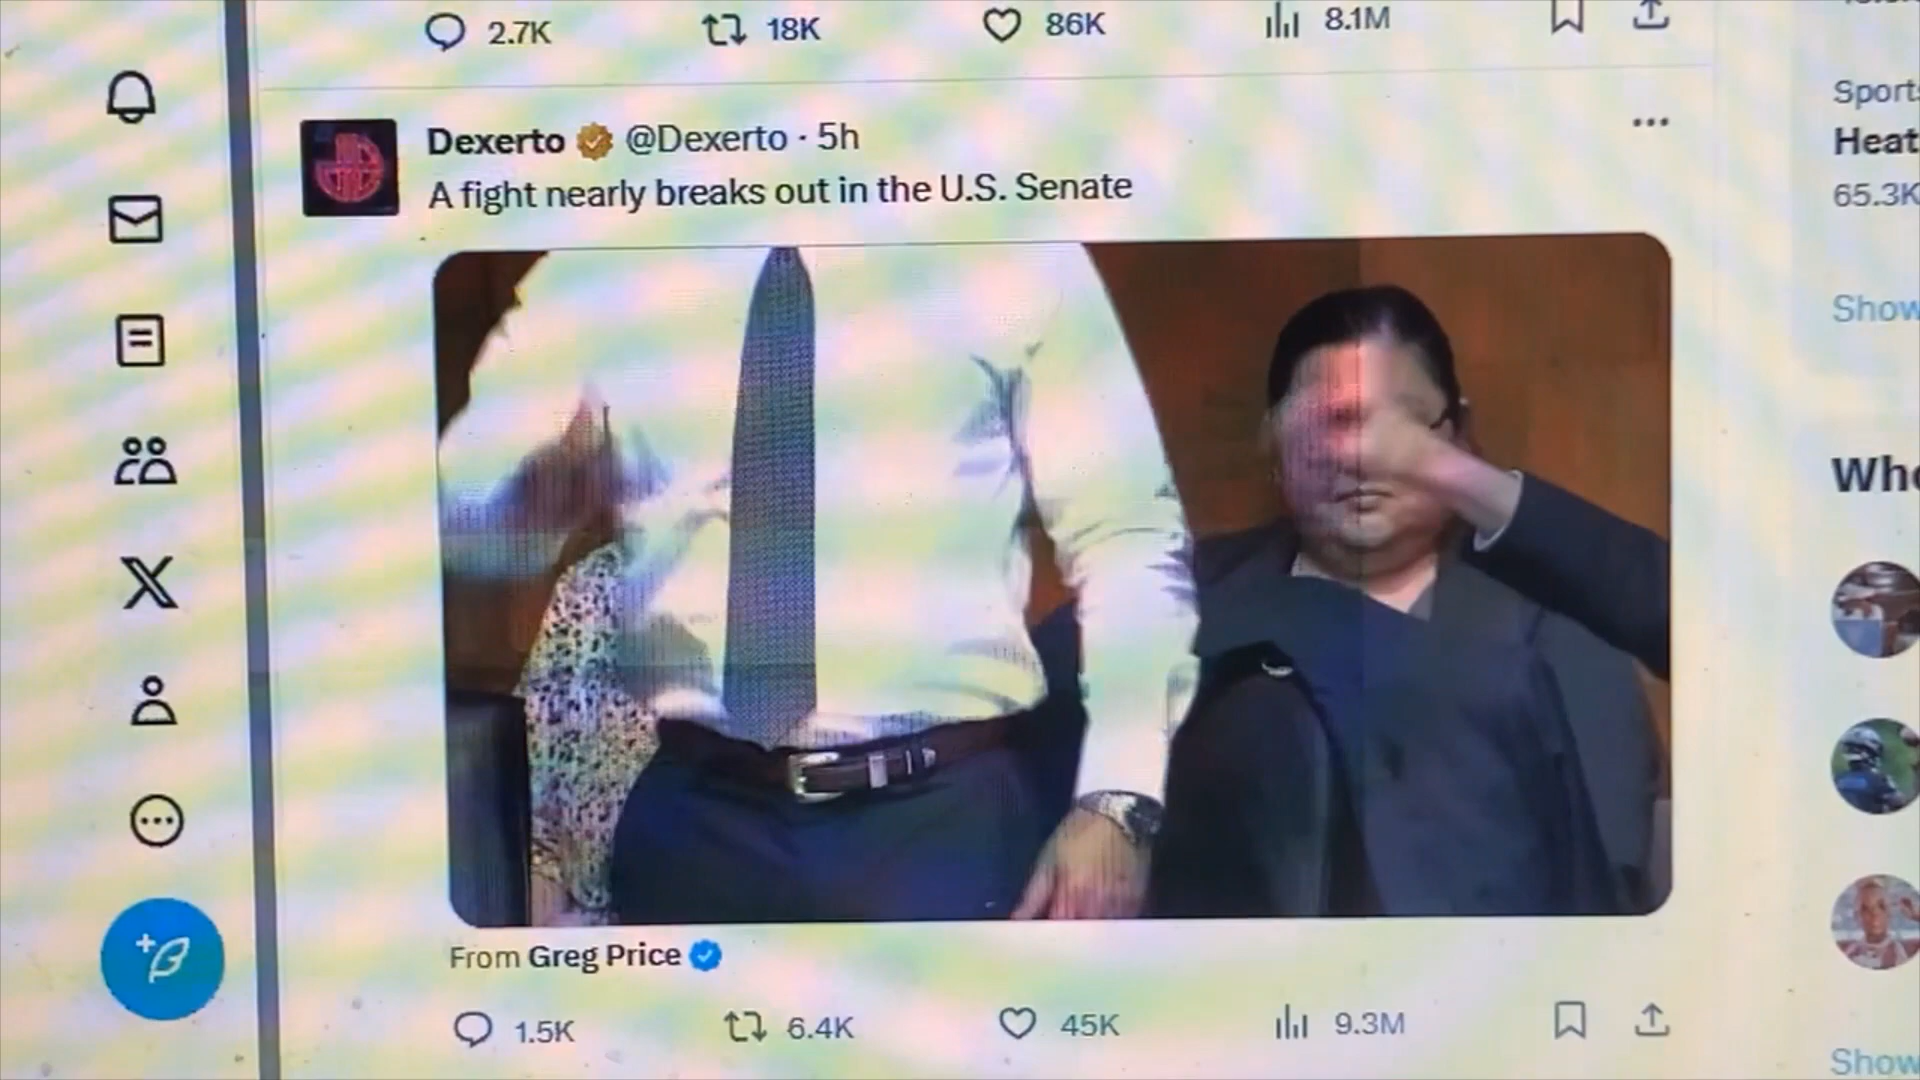 2.7K 18K 86K 8.1M
Dexerto @Dexerto · 5h
A fight nearly breaks out in the U.S. Senate
From Greg Price
1.5K 6.4K 45K 9.3M
Sports
Heat
65.3K
Show
Show